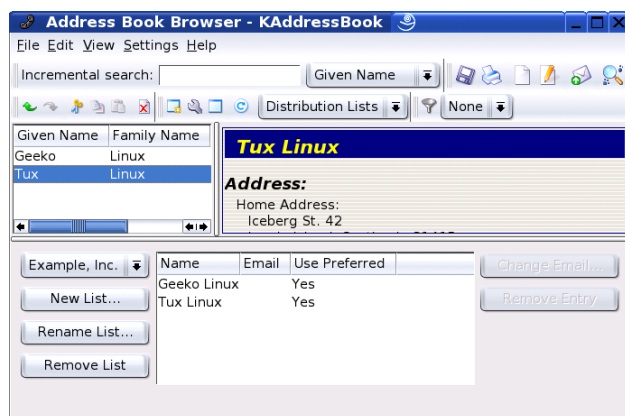 Address Book Browser - KAddressBook
File Edit View Settings Help
Incremental search: Given Name
Distribution Lists None
Given Name Family Name
Geeko Linux
Tux Linux
Tux Linux
Address:
Home Address:
Iceberg St. 42
Example, Inc.
New List...
Rename List...
Remove List
Name Email Use Preferred
Geeko Linux Yes
Tux Linux Yes
Change Email...
Remove Entry